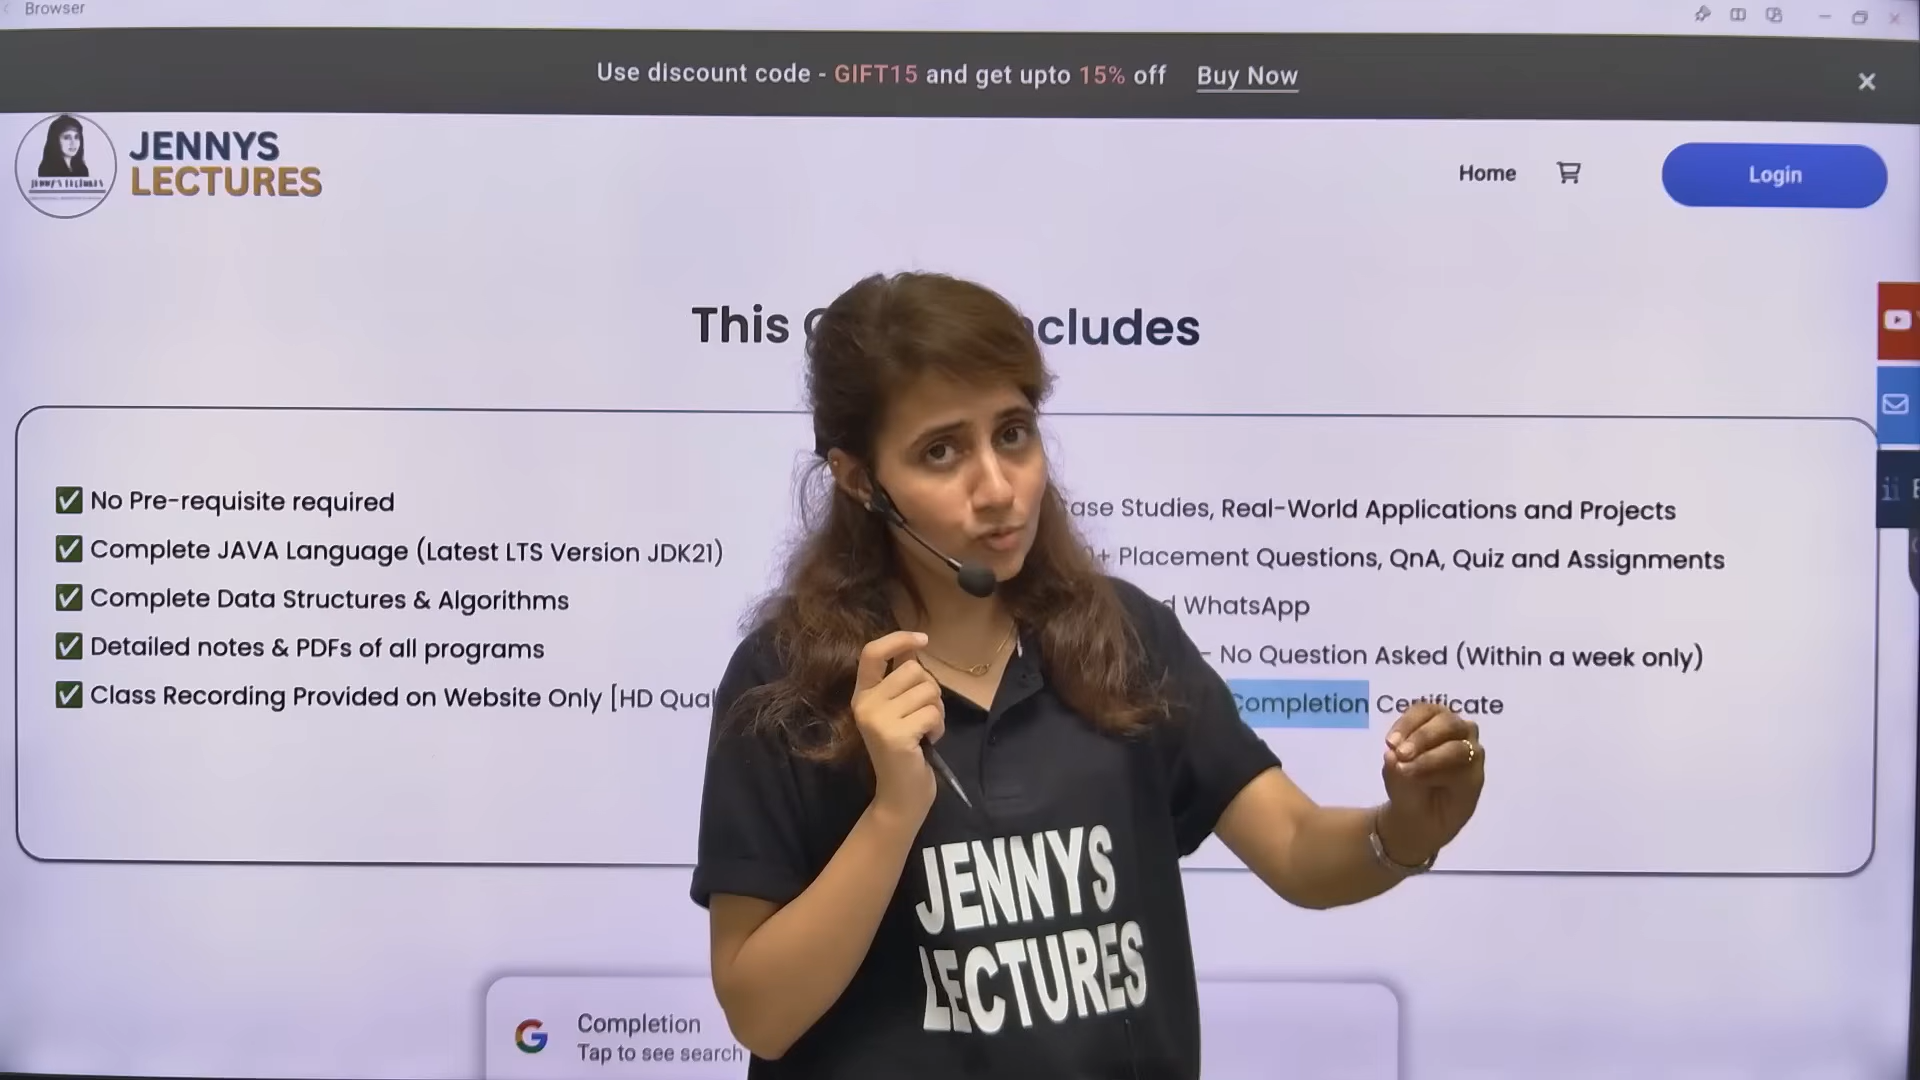 Browser
Use discount code - GIFT15 and get upto 15% off Buy Now
JENNYS
LECTURES
Home
Login
This cludes
✅ No Pre-requisite required
✅ Complete JAVA Language (Latest LTS Version JDK21)
✅ Complete Data Structures & Algorithms
✅ Detailed notes & PDFs of all programs
✅ Class Recording Provided on Website Only [HD Qual
ase Studies, Real-World Applications and Projects
+ Placement Questions, QnA, Quiz and Assignments
d WhatsApp
- No Question Asked (Within a week only)
Completion Certificate
JENNYS
LECTURES
Completion
Tap to see search